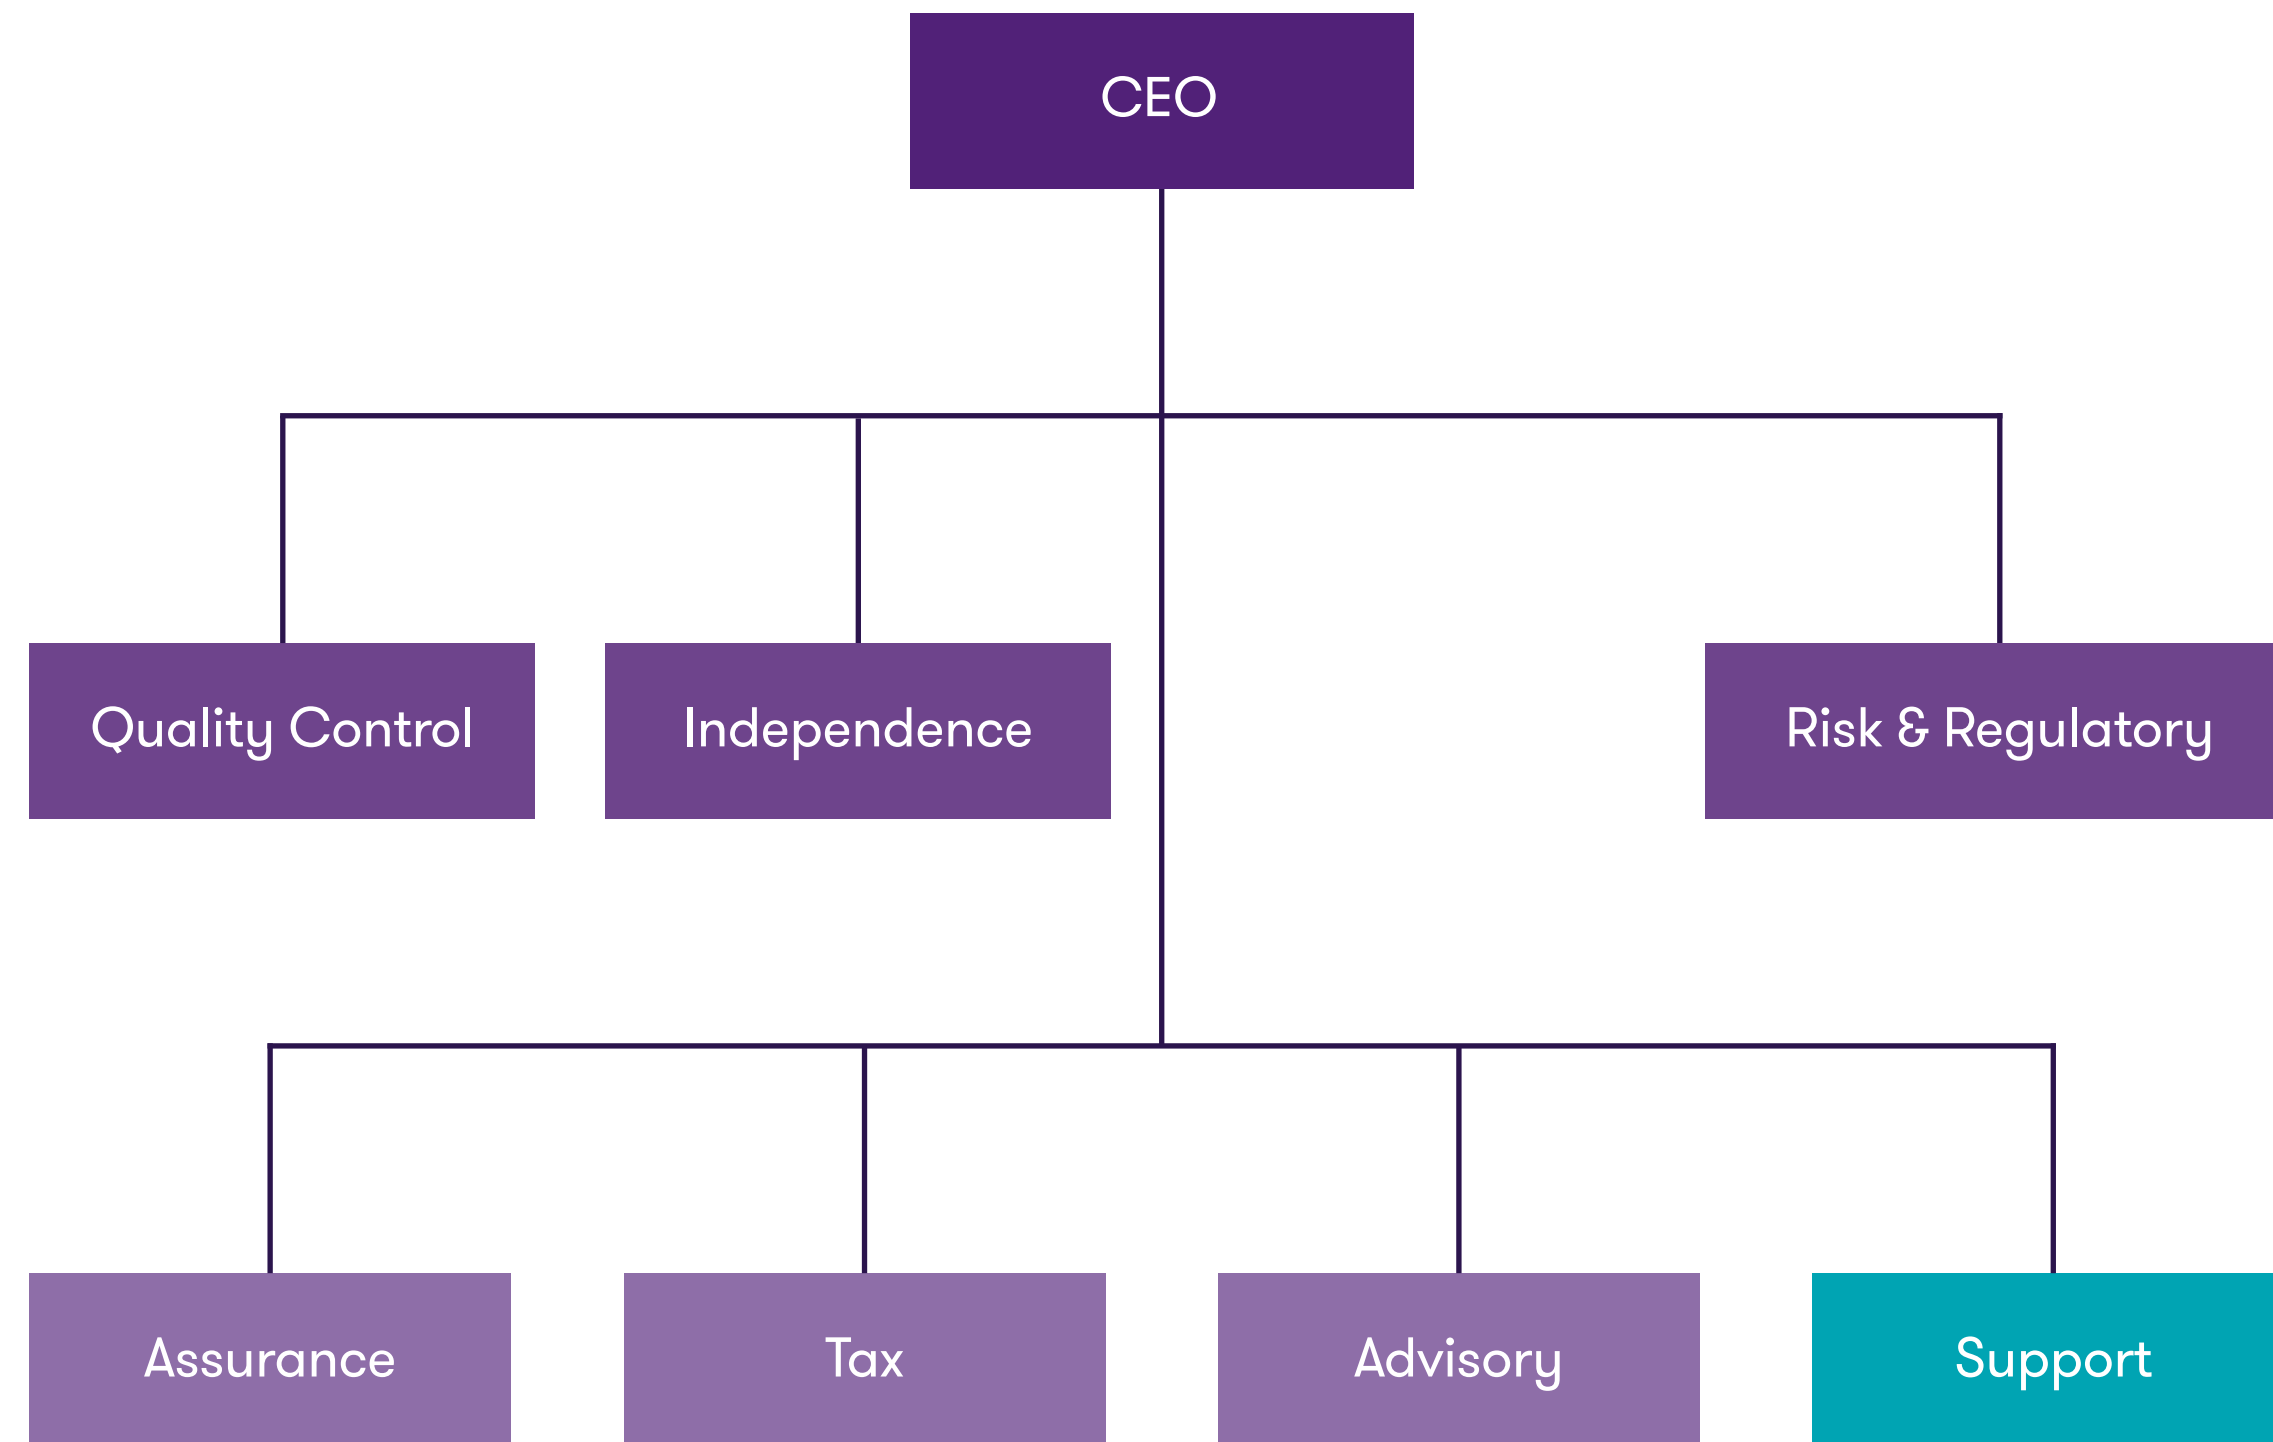 CEO
Quality Control
Independence
Risk & Regulatory
Assurance
Tax
Advisory
Support